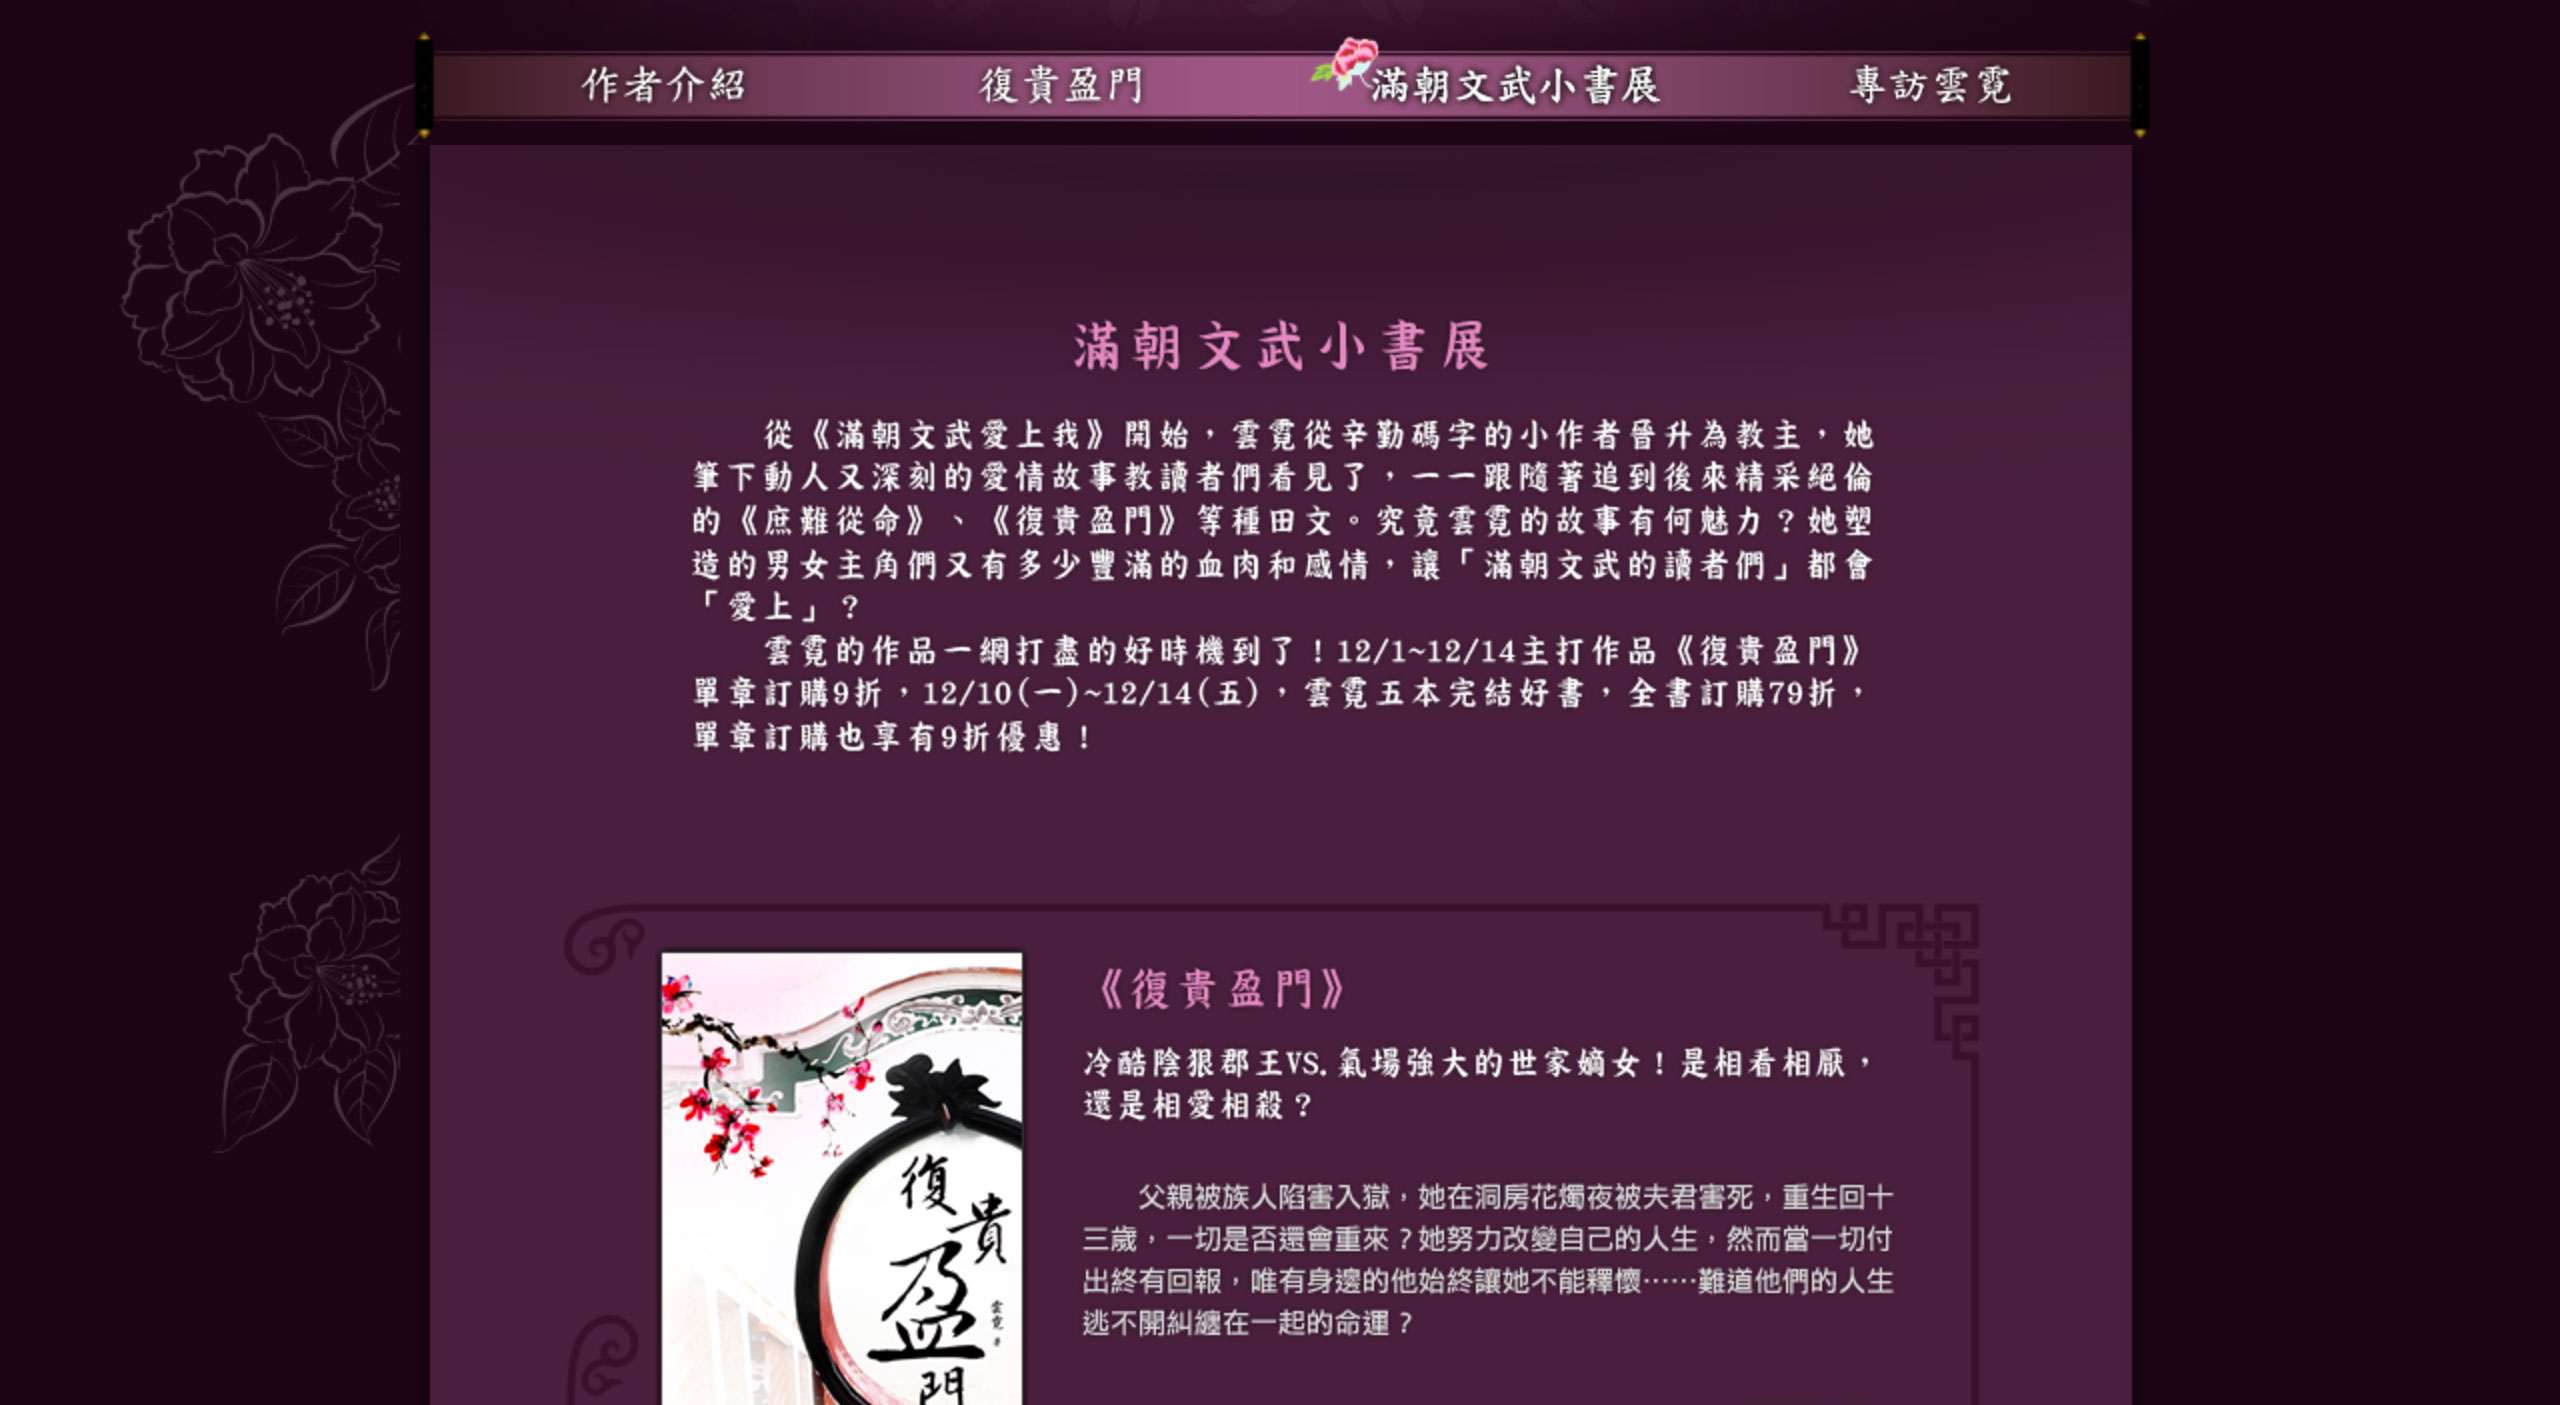 作者介紹
復貴盈門
滿朝文武小書展
專訪雲霓
滿朝文武小書展
從《滿朝文武愛上我》開始，雲霓從辛勤碼字的小作者晉升為教主，她
筆下動人又深刻的愛情故事教讀者們看見了，一一跟隨著追到後來精采絕倫
的《庶難從命》、《復貴盈門》等種田文。究竟雲霓的故事有何魅力？她塑
造的男女主角們又有多少豐滿的血肉和感情，讓「滿朝文武的讀者們」都會
「愛上」？
雲霓的作品一網打盡的好時機到了！12/1~12/14主打作品《復貴盈門》
單章訂購9折，12/10(一)~12/14(五)，雲霓五本完結好書，全書訂購79折，
單章訂購也享有9折優惠！
《復貴盈門》
冷酷陰狠郡王VS.氣場強大的世家嫡女！是相看相厭，
還是相愛相殺？
父親被族人陷害入獄，她在洞房花燭夜被夫君害死，重生回十
三歲，一切是否還會重來？她努力改變自己的人生，然而當一切付
出終有回報，唯有身邊的他始終讓她不能釋懷……難道他們的人生
逃不開糾纏在一起的命運？
復貴盈門
雲霓 著